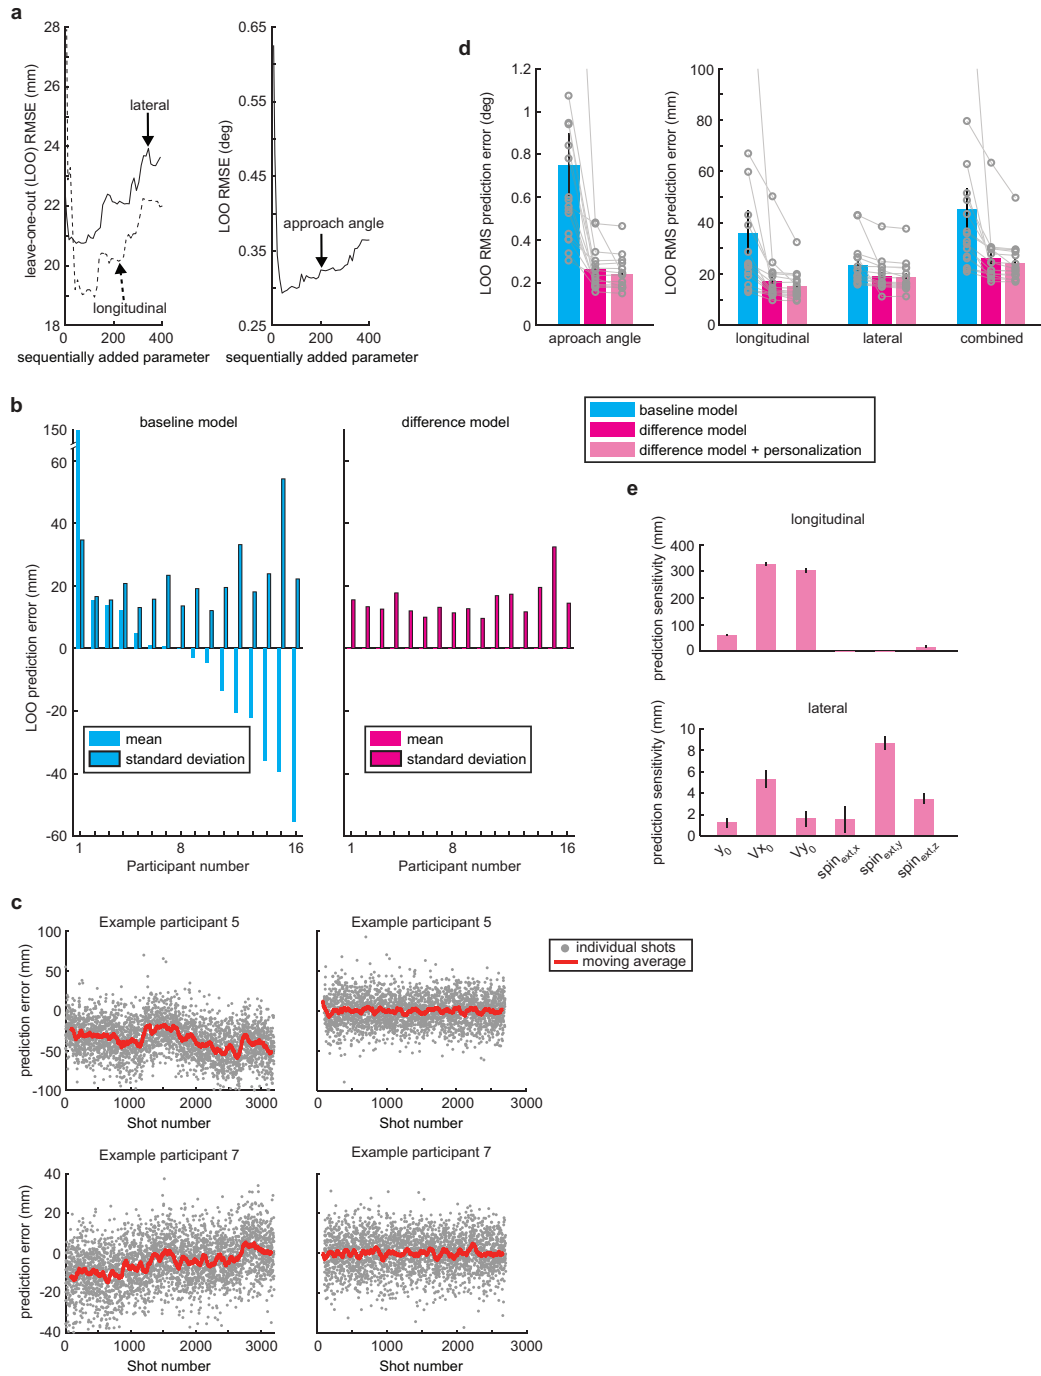 a
leave-one-out (LOO) RMSE (mm)
28
26
24
22
20
18
lateral
longitudinal
0
200
400
sequentially added parameter
LOO RMSE (deg)
0.65
0.55
0.45
0.35
0.25
approach angle
0
200
400
sequentially added parameter
d
LOO RMS prediction error (deg)
1.2
1
0.8
0.6
0.4
0.2
0
aproach angle
LOO RMS prediction error (mm)
100
80
60
40
20
0
longitudinal
lateral
combined
baseline model
difference model
difference model + personalization
b
baseline model
difference model
LOO prediction error (mm)
150
60
40
20
0
-20
-40
-60
mean
standard deviation
mean
standard deviation
1
8
16
Participant number
1
8
16
Participant number
e
longitudinal
prediction sensitivity (mm)
400
300
200
100
0
lateral
prediction sensitivity (mm)
10
8
6
4
2
0
y0
Vx0
Vy0
spinext,x
spinext,y
spinext,z
c
Example participant 5
prediction error (mm)
100
50
0
-50
-100
0
1000
2000
3000
Shot number
Example participant 5
0
1000
2000
3000
Shot number
individual shots
moving average
Example participant 7
prediction error (mm)
40
20
0
-20
-40
0
1000
2000
3000
Shot number
Example participant 7
0
1000
2000
3000
Shot number